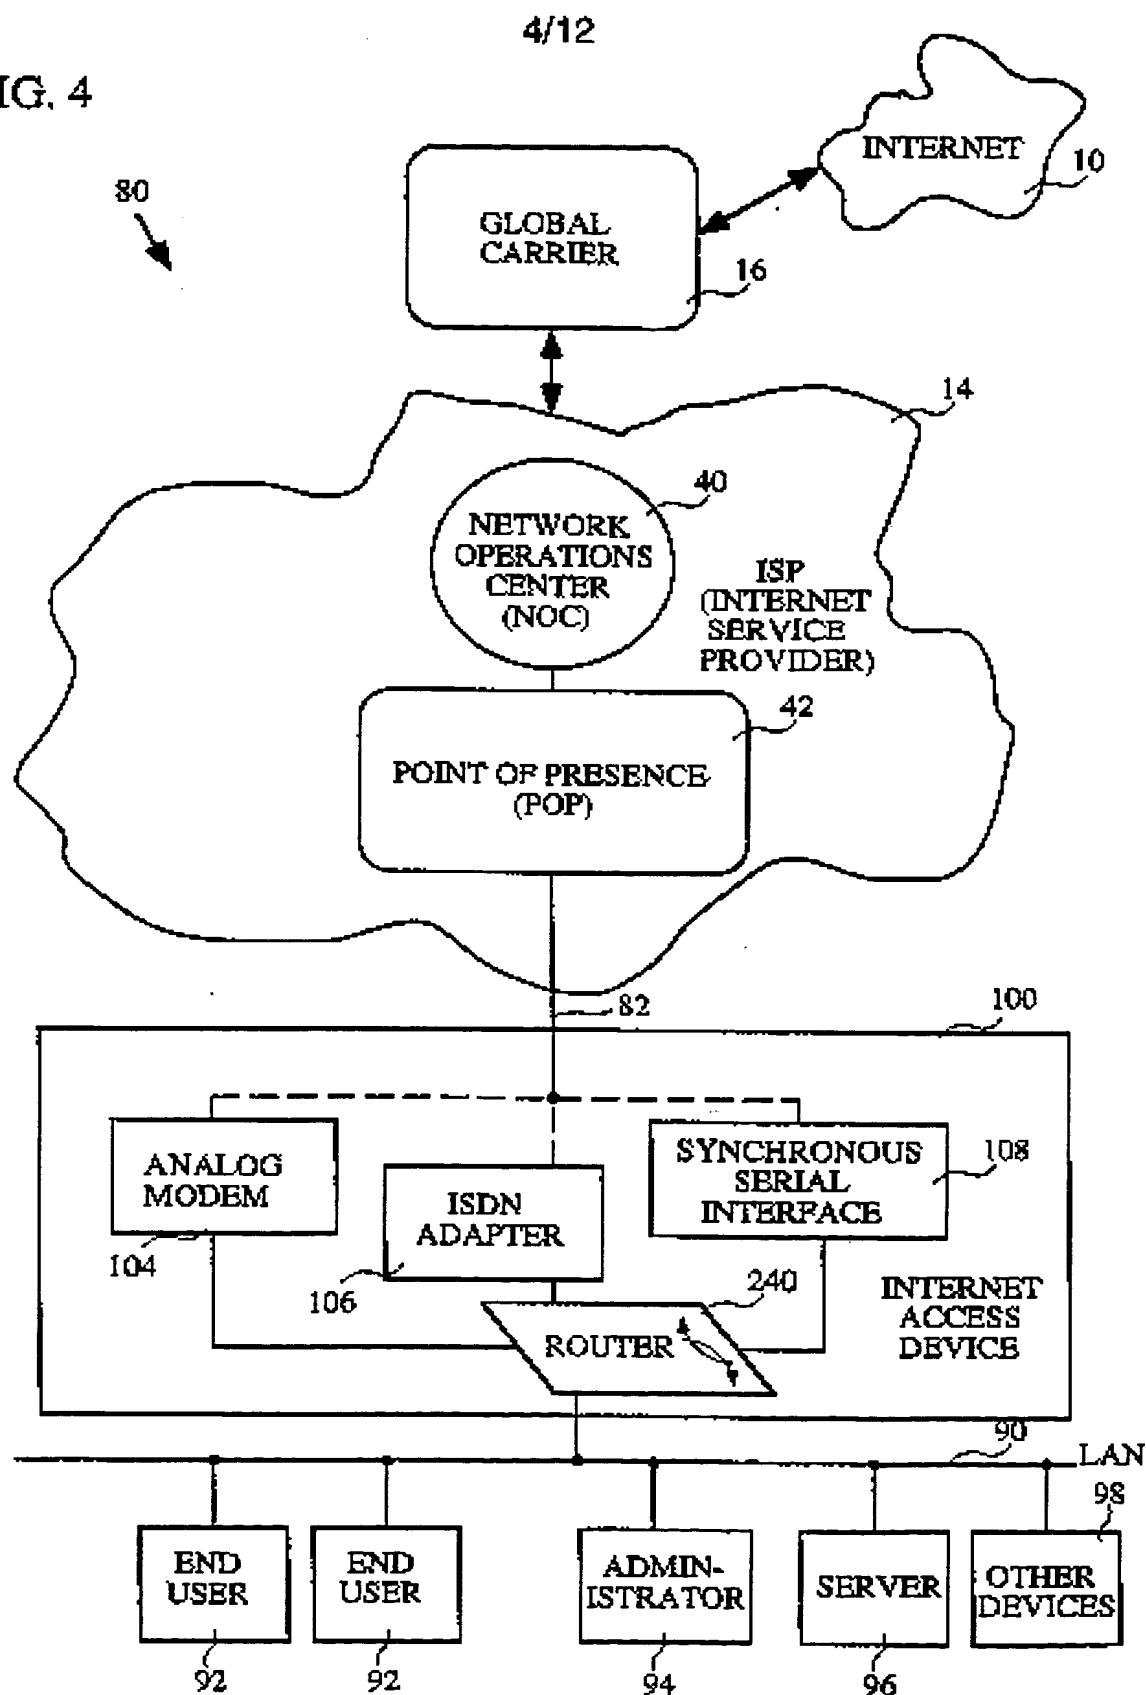 4/12
IG. 4
INTERNET
10
80
GLOBAL
CARRIER
16
14
40
NETWORK
OPERATIONS
CENTER
(NOC)
ISP
(INTERNET
SERVICE
PROVIDER)
42
POINT OF PRESENCE
(POP)
82
100
ANALOG
MODEM
104
ISDN
ADAPTER
106
SYNCHRONOUS
SERIAL
INTERFACE
108
240
ROUTER
INTERNET
ACCESS
DEVICE
90
LAN
98
END
USER
92
END
USER
92
ADMIN-
ISTRATOR
94
SERVER
96
OTHER
DEVICES